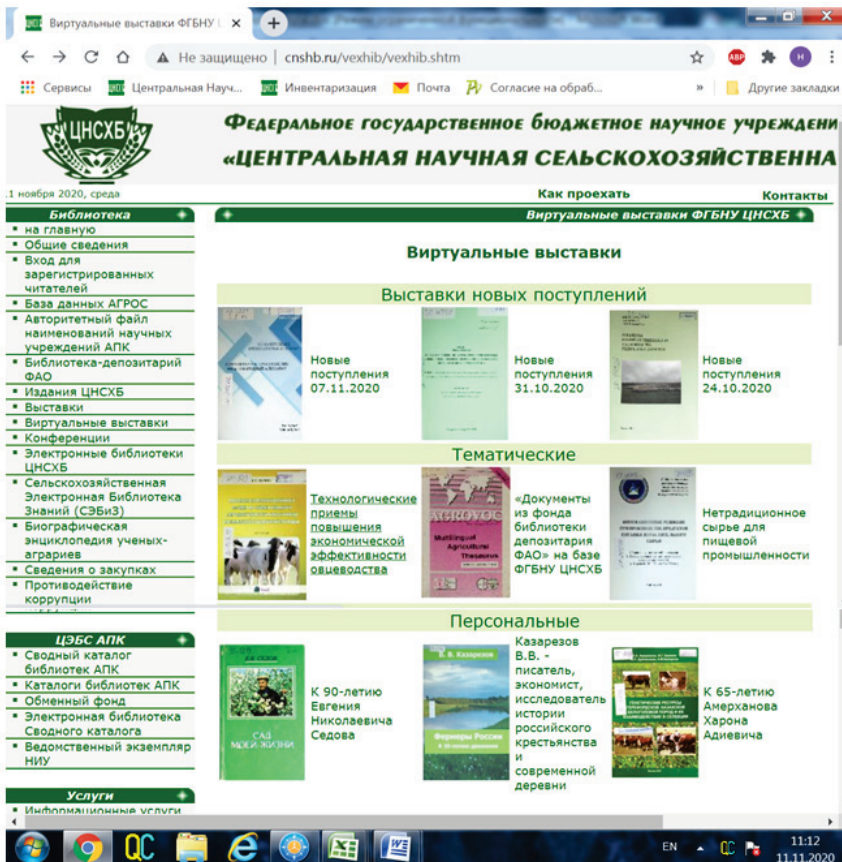 Виртуальные выставки ФГБНУ
Не защищено | cnshb.ru/vexhib/vexhib.shtm
ABP
Н
Сервисы
Центральная Науч...
Инвентаризация
Почта
Согласие на обраб...
»
Другие закладки
ЦНСХБ
Федеральное государственное бюджетное научное учреждени
«ЦЕНТРАЛЬНАЯ НАУЧНАЯ СЕЛЬСКОХОЗЯЙСТВЕННА
11 ноября 2020, среда
Как проехать
Контакты
Библиотека
на главную
Общие сведения
Вход для
зарегистрированных
читателей
База данных АГРОС
Авторитетный файл
наименований научных
учреждений АПК
Библиотека-депозитарий
ФАО
Издания ЦНСХБ
Выставки
Виртуальные выставки
Конференции
Электронные библиотеки
ЦНСХБ
Сельскохозяйственная
Электронная Библиотека
Знаний (СЭБиЗ)
Биографическая
энциклопедия ученых-
аграриев
Сведения о закупках
Противодействие
коррупции
ЦЭБС АПК
Сводный каталог
библиотек АПК
Каталоги библиотек АПК
Обменный фонд
Электронная библиотека
Сводного каталога
Ведомственный экземпляр
НИУ
Услуги
Информационные услуги
Виртуальные выставки ФГБНУ ЦНСХБ
Виртуальные выставки
Выставки новых поступлений
Новые
поступления
07.11.2020
Новые
поступления
31.10.2020
Новые
поступления
24.10.2020
Тематические
Технологические
приемы
повышения
экономической
эффективности
овцеводства
AGROVOC
Multilingual
Agricultural
Thesaurus
«Документы
из фонда
библиотеки
депозитария
ФАО» на базе
ФГБНУ ЦНСХБ
Нетрадиционное
сырье для
пищевой
промышленности
Персональные
САД
МОЕЙ ЖИЗНИ
К 90-летию
Евгения
Николаевича
Седова
В. В. Казарезов
Фермеры России
Казарезов
В.В. -
писатель,
экономист,
исследователь
истории
российского
крестьянства
и
современной
деревни
К 65-летию
Амерханова
Харона
Адиевича
QC
EN
QC
11:12
11.11.2020